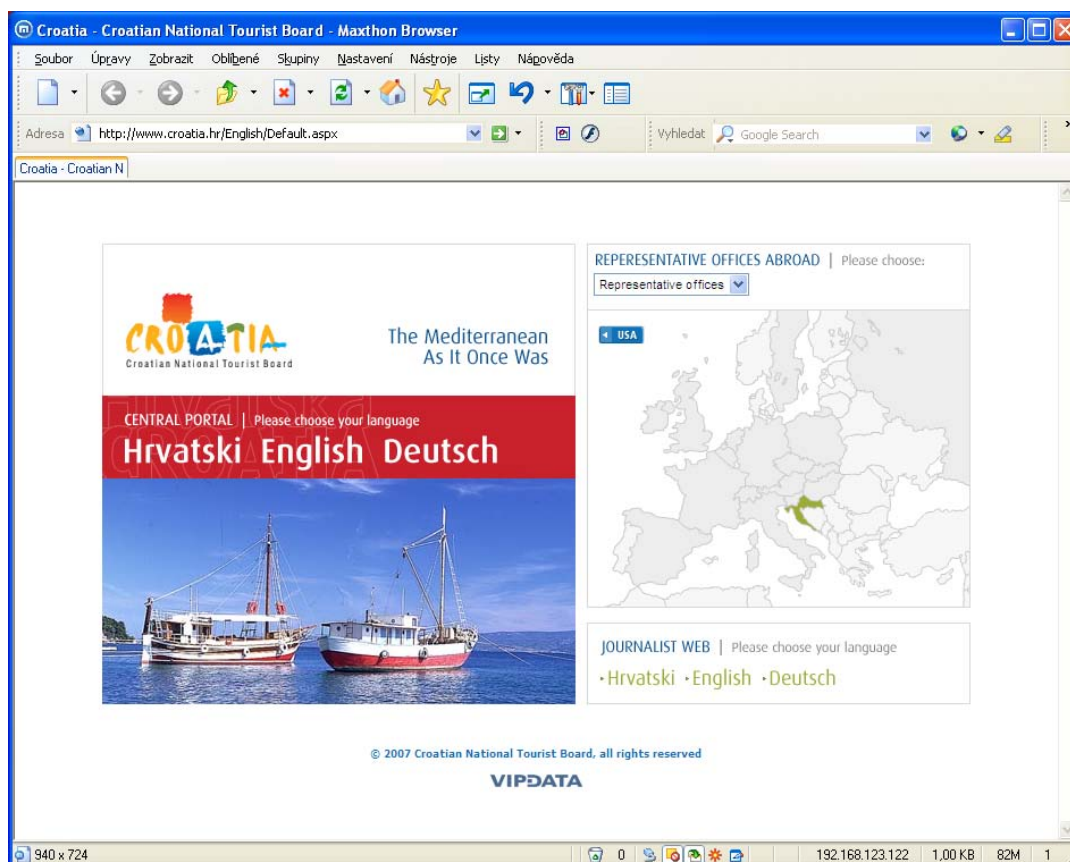 Croatia - Croatian National Tourist Board - Maxthon Browser
Soubor Úpravy Zobrazit Oblíbené Skupiny Nastavení Nástroje Listy Nápověda
Adresa http://www.croatia.hr/English/Default.aspx Vyhledat Google Search
Croatia - Croatian N
CROATIA
Croatian National Tourist Board
The Mediterranean
As It Once Was
Hrvatska
CROATIA
CENTRAL PORTAL | Please choose your language
Hrvatski English Deutsch
REPERESENTATIVE OFFICES ABROAD | Please choose:
Representative offices
USA
JOURNALIST WEB | Please choose your language
Hrvatski English Deutsch
© 2007 Croatian National Tourist Board, all rights reserved
VIPDATA
940 x 724 0 192.168.123.122 1,00 KB 82M 1